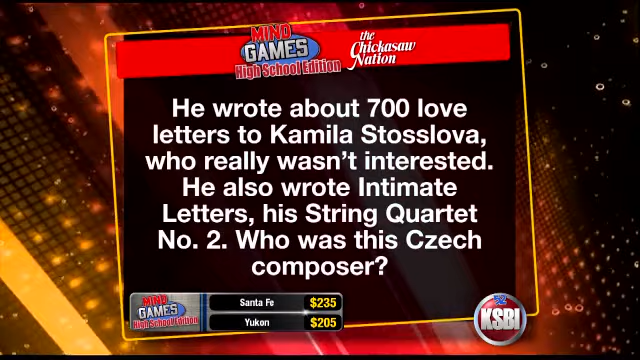 MIND
GAMES
High School Edition
the
Chickasaw
Nation
He wrote about 700 love
letters to Kamila Stosslova,
who really wasn't interested.
He also wrote Intimate
Letters, his String Quartet
No. 2. Who was this Czech
composer?
MIND
GAMES
High School Edition
Santa Fe $235
Yukon $205
52
KSBI